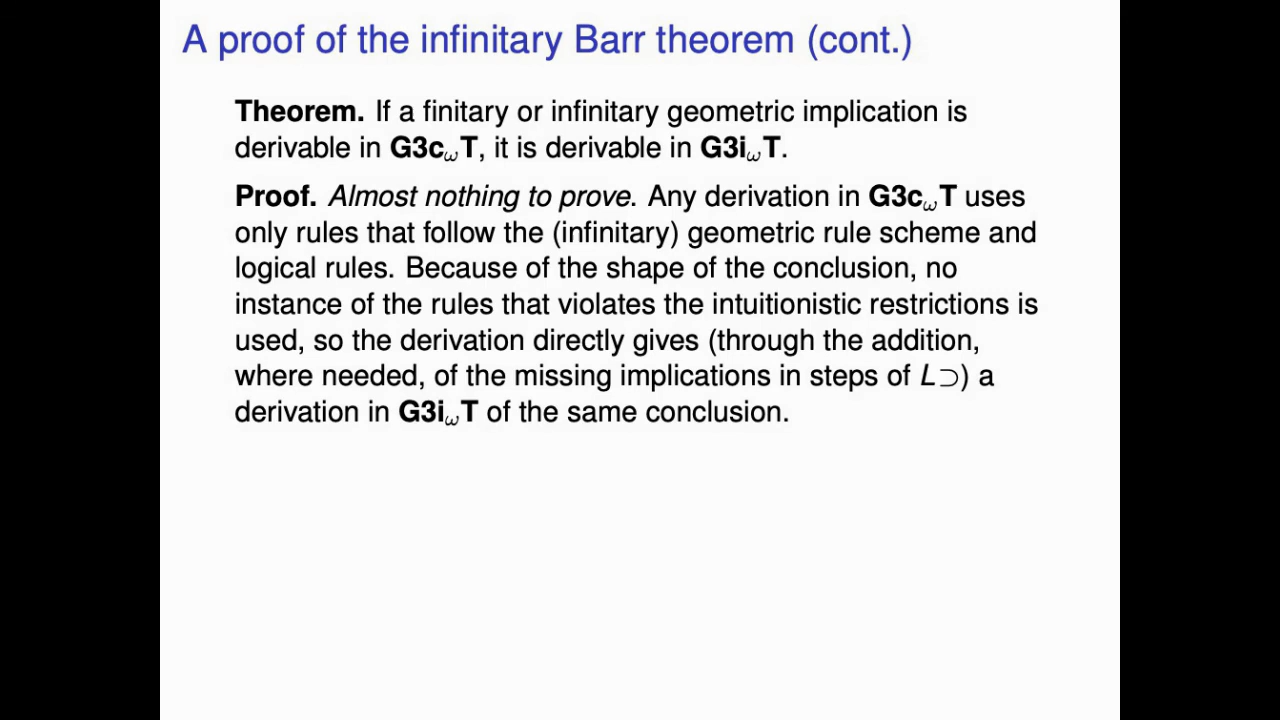 A proof of the infinitary Barr theorem (cont.)
Theorem. If a finitary or infinitary geometric implication is
derivable in G3cωT, it is derivable in G3iωT.
Proof. Almost nothing to prove. Any derivation in G3cωT uses
only rules that follow the (infinitary) geometric rule scheme and
logical rules. Because of the shape of the conclusion, no
instance of the rules that violates the intuitionistic restrictions is
used, so the derivation directly gives (through the addition,
where needed, of the missing implications in steps of L⊃) a
derivation in G3iωT of the same conclusion.